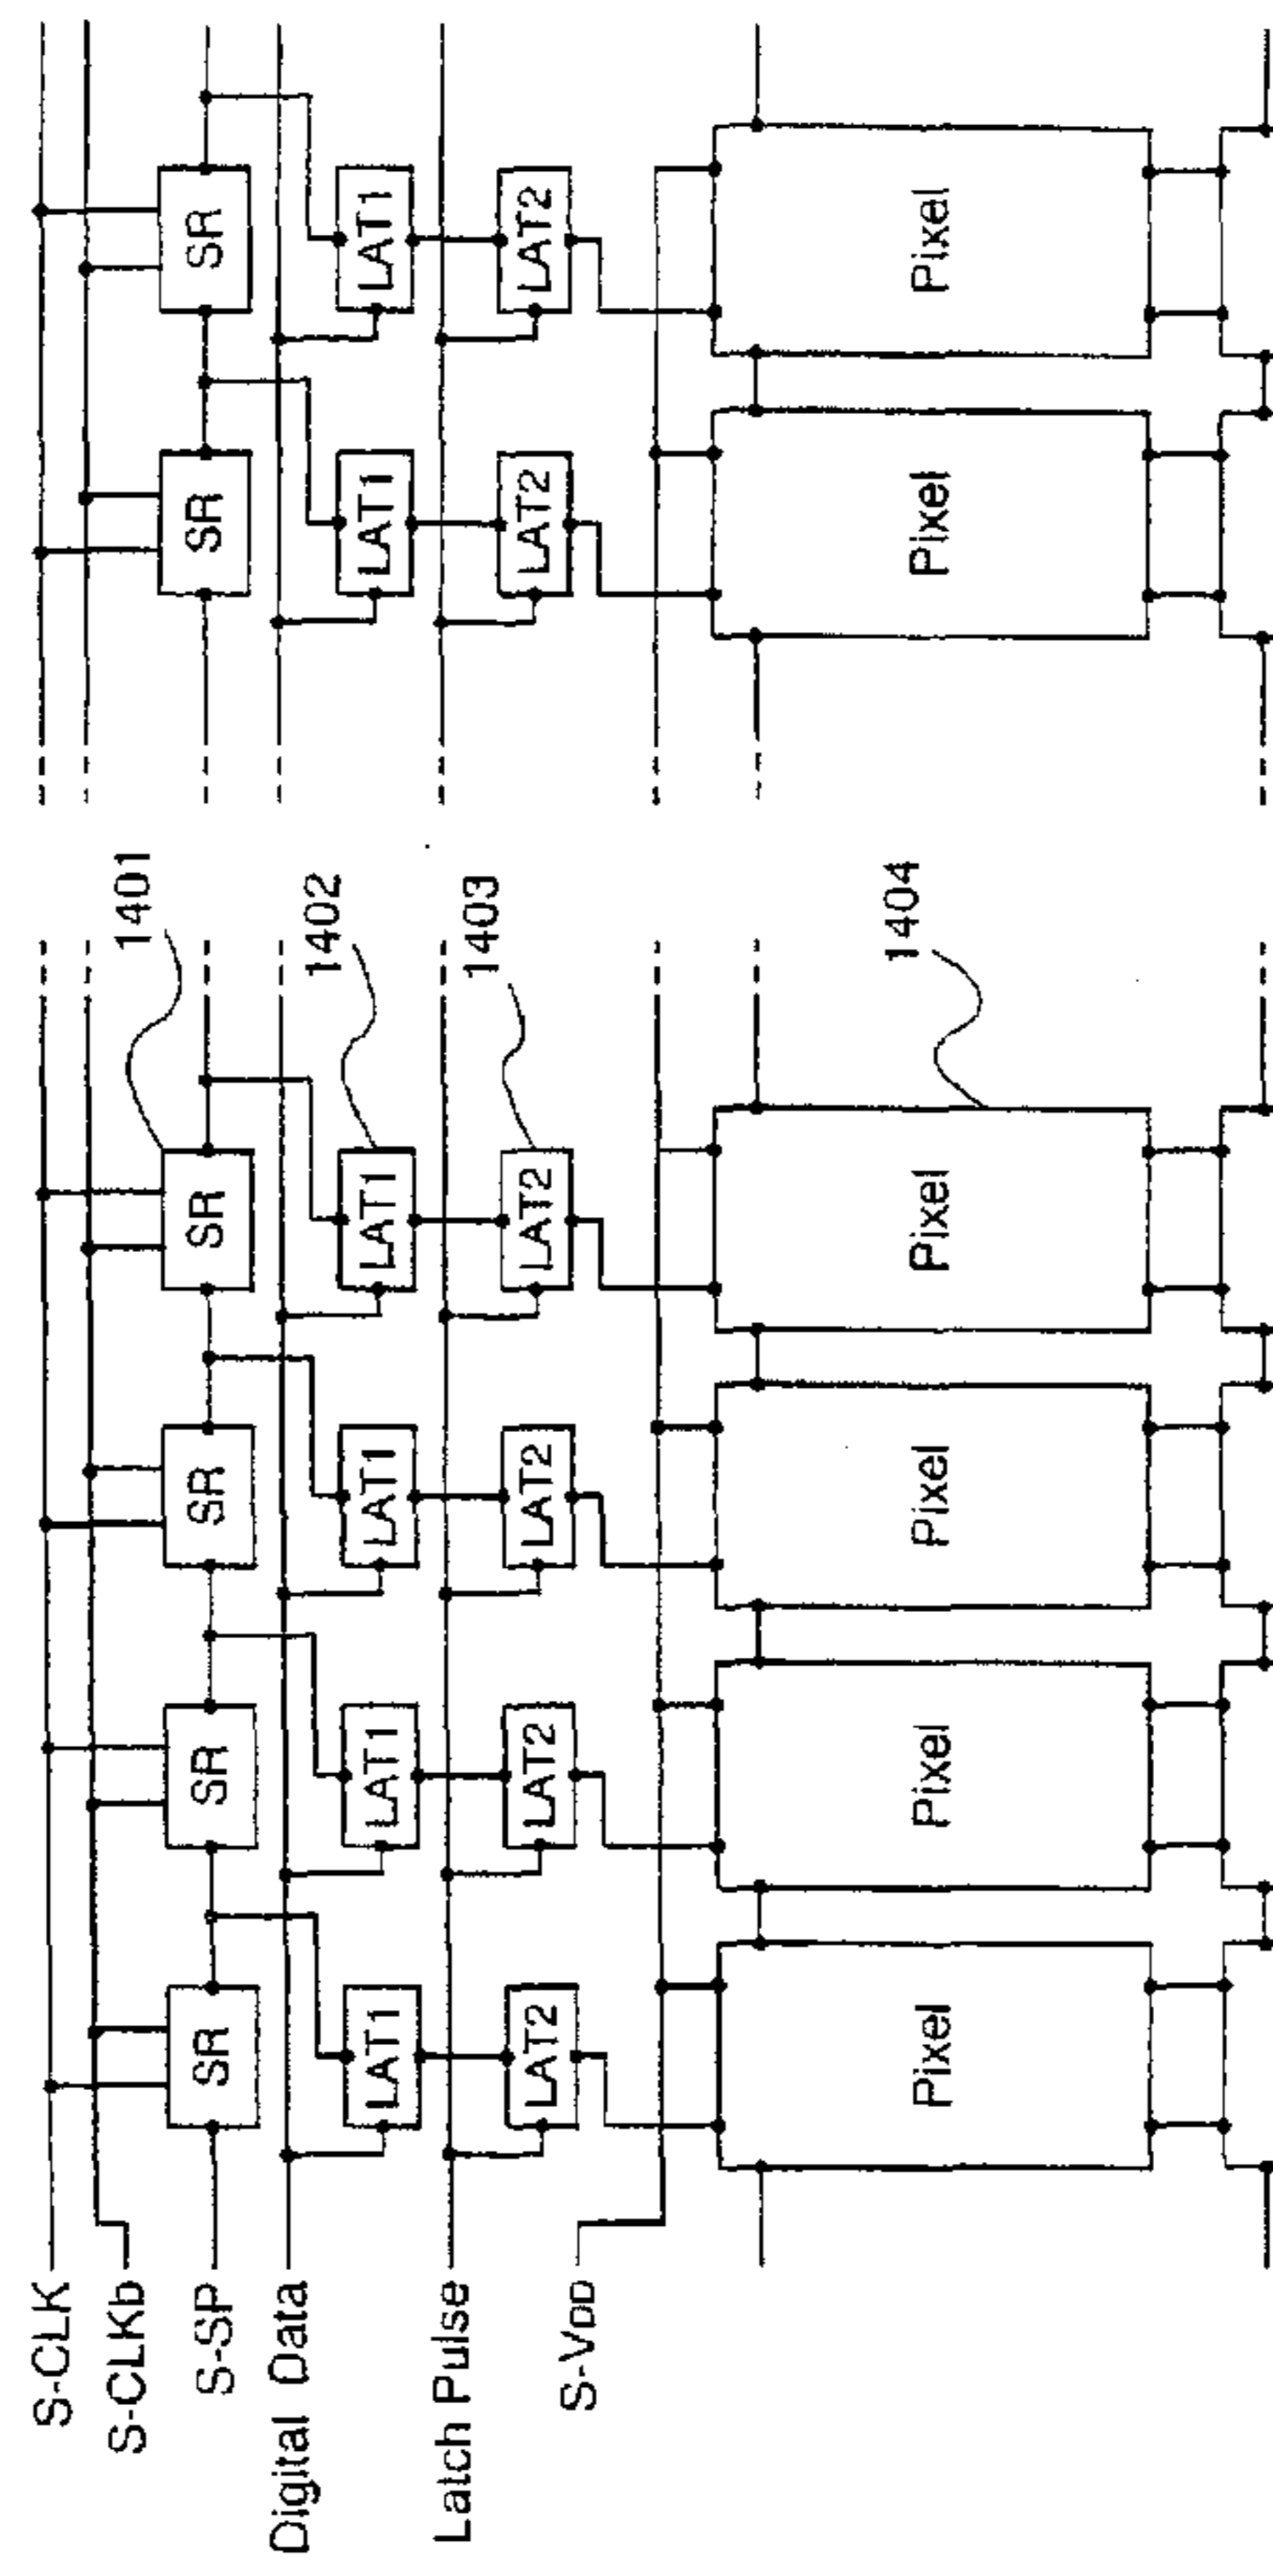 S-CLK
S-CLKb
S-SP
Digital Data
Latch Pulse
S-VDD
1401
1402
1403
1404
SR SR SR SR SR SR
LAT1 LAT1 LAT1 LAT1 LAT1 LAT1
LAT2 LAT2 LAT2 LAT2 LAT2 LAT2
Pixel Pixel Pixel Pixel Pixel Pixel